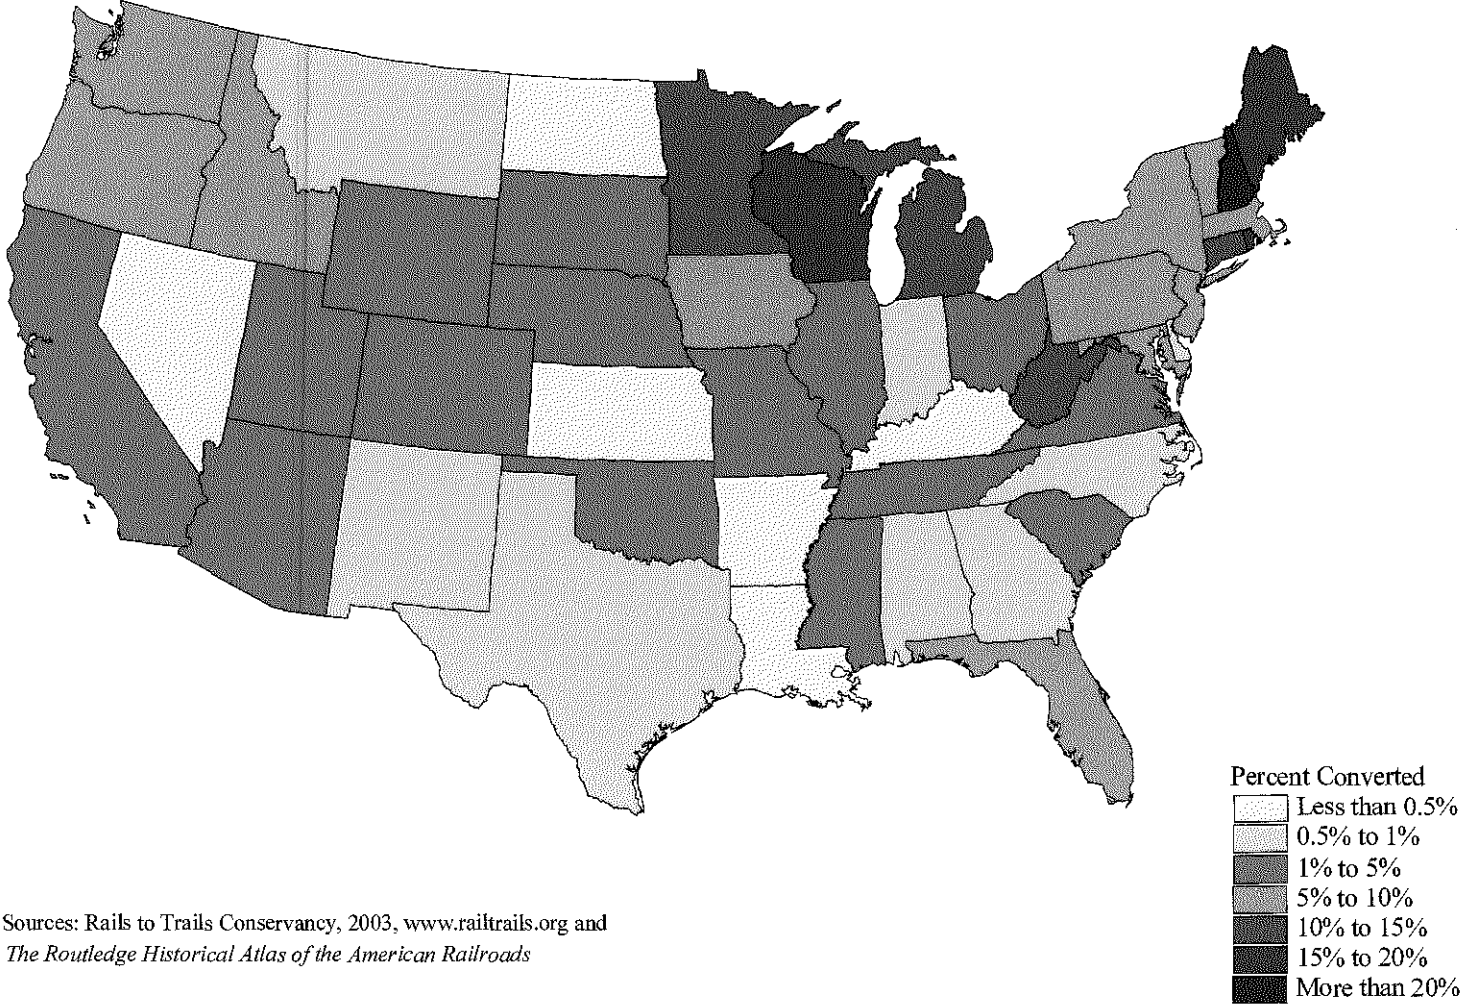 Percent Converted
Less than 0.5%
0.5% to 1%
1% to 5%
5% to 10%
10% to 15%
15% to 20%
More than 20%
Sources: Rails to Trails Conservancy, 2003, www.railtrails.org and
The Routledge Historical Atlas of the American Railroads